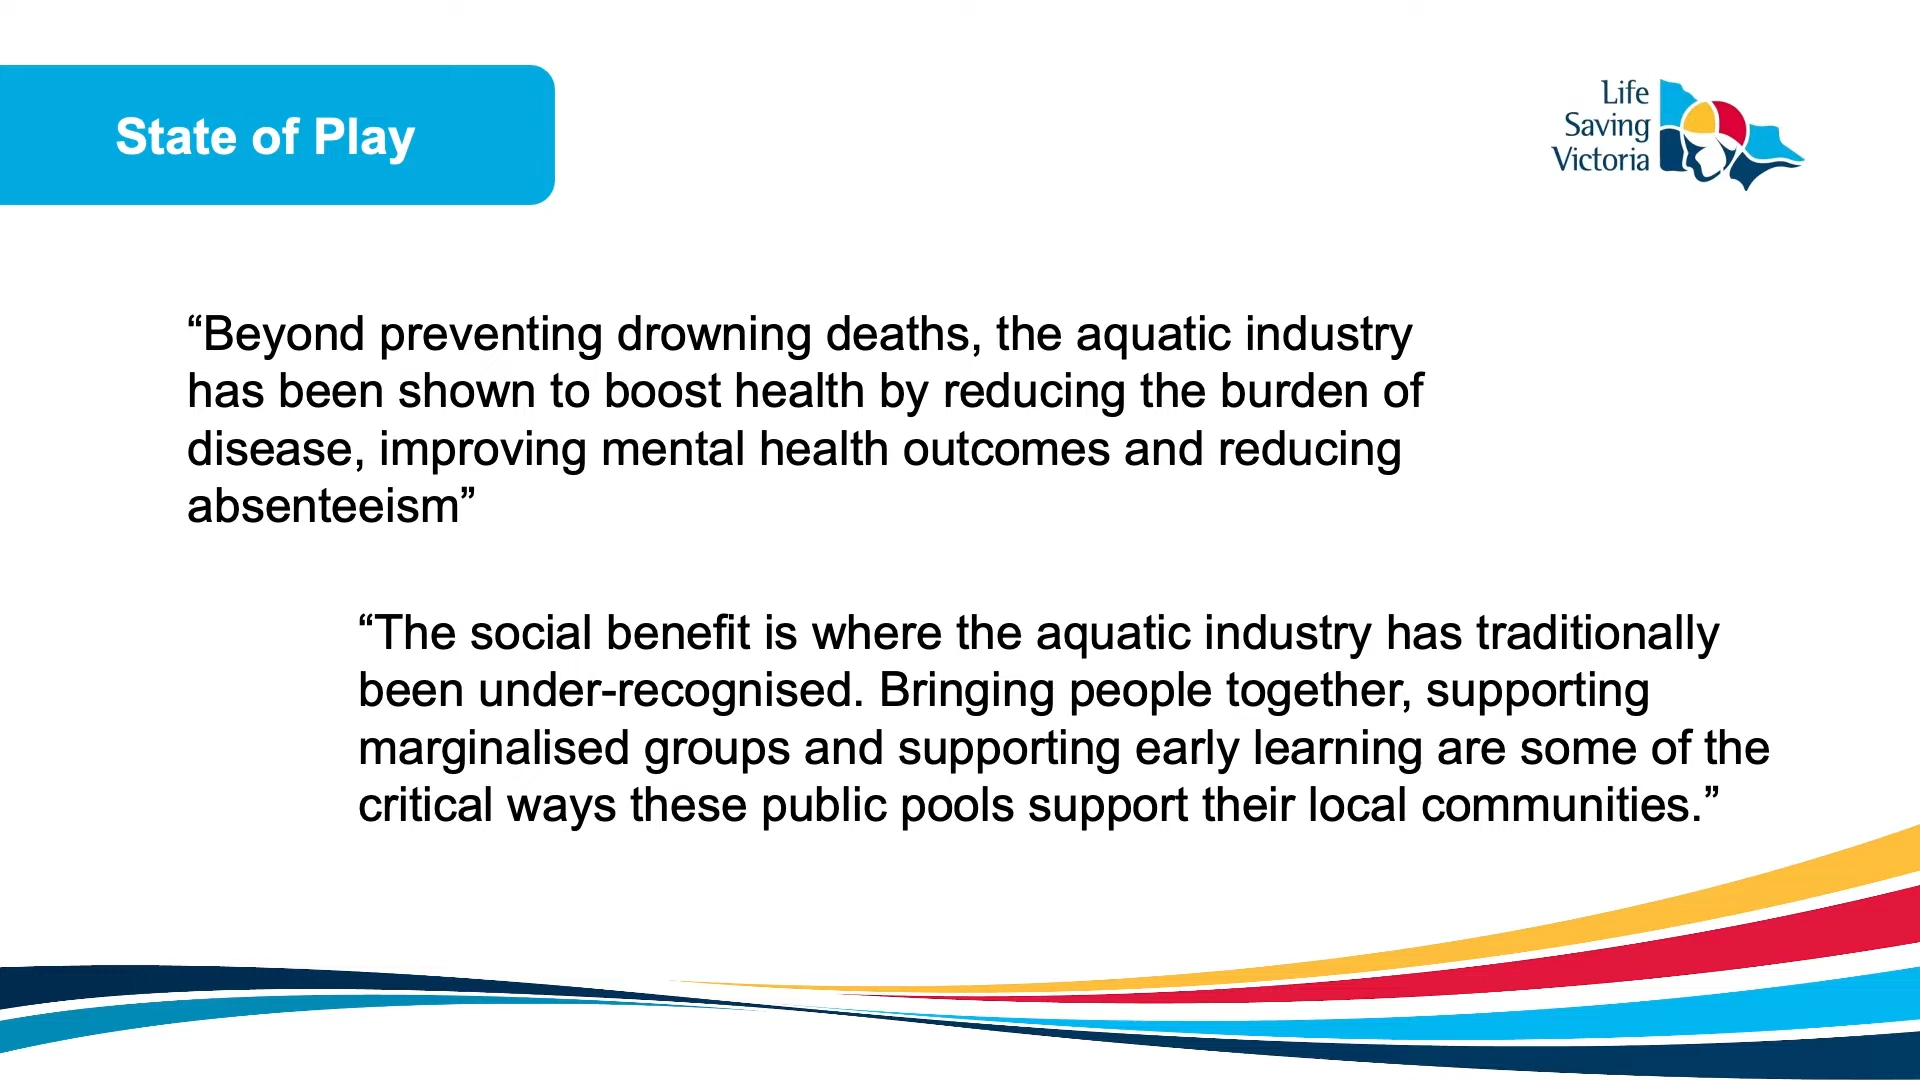 State of Play
Life
Saving
Victoria
“Beyond preventing drowning deaths, the aquatic industry
has been shown to boost health by reducing the burden of
disease, improving mental health outcomes and reducing
absenteeism”
“The social benefit is where the aquatic industry has traditionally
been under-recognised. Bringing people together, supporting
marginalised groups and supporting early learning are some of the
critical ways these public pools support their local communities.”